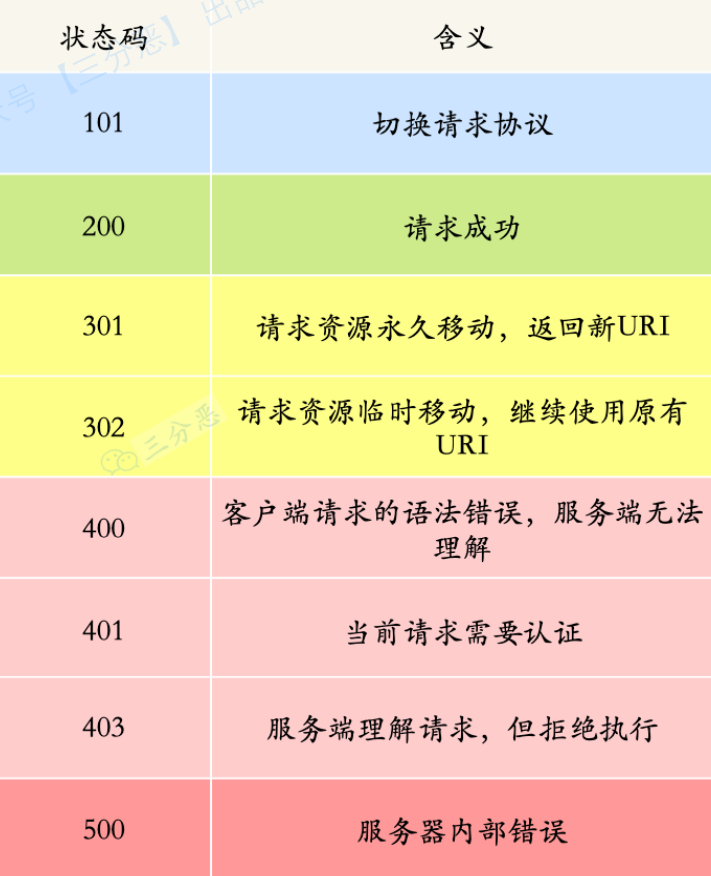 众号【三分恶】出品
状态码 含义
101 切换请求协议
200 请求成功
301 请求资源永久移动，返回新URI
302 请求资源临时移动，继续使用原有
URI
三分恶
400 客户端请求的语法错误，服务端无法
理解
401 当前请求需要认证
403 服务端理解请求，但拒绝执行
500 服务器内部错误